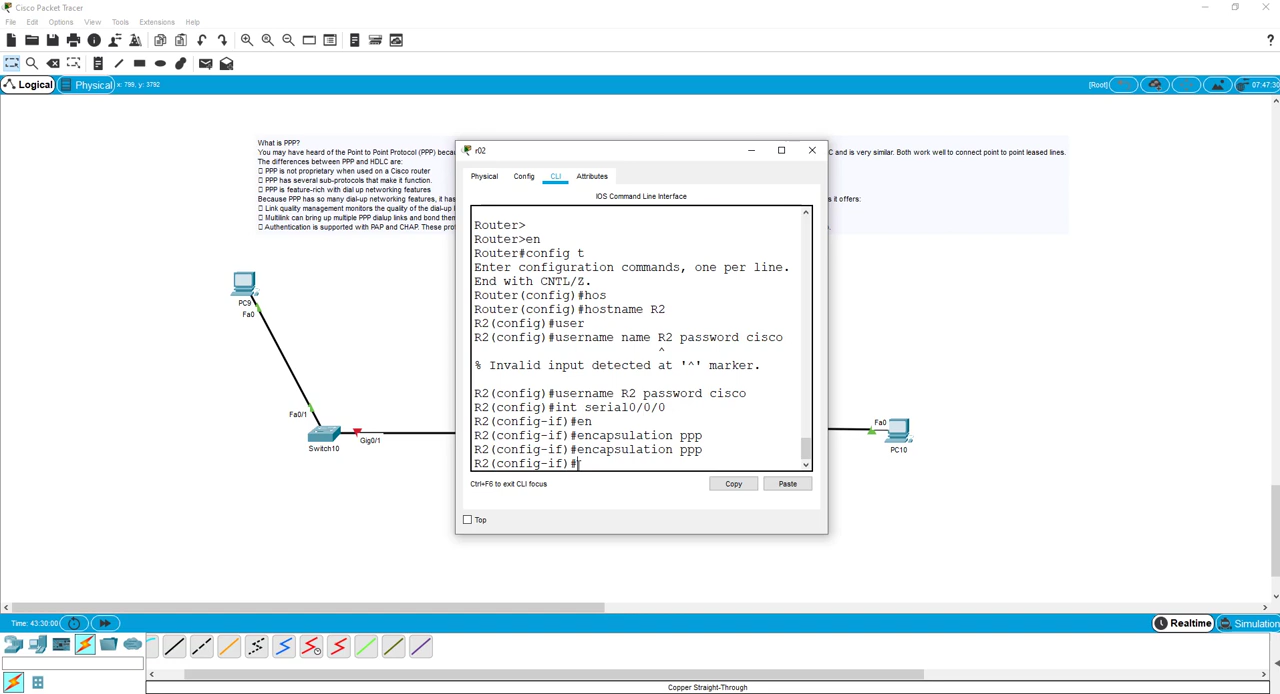 Cisco Packet Tracer
File Edit Options View Tools Extensions Help
?
Logical Physical x: 799, y: 3792 [Root] 07:47:30
What is PPP?
You may have heard of the Point to Point Protocol (PPP) becau C and is very similar. Both work well to connect point to point leased lines.
The differences between PPP and HDLC are:
PPP is not proprietary when used on a Cisco router
PPP has several sub-protocols that make it function.
PPP is feature-rich with dial up networking features
Because PPP has so many dial-up networking features, it has es it offers:
Link quality management monitors the quality of the dial-up l
Multilink can bring up multiple PPP dialup links and bond them
Authentication is supported with PAP and CHAP. These pro
PC9
Fa0
Fa0/1
Gig0/1
Switch10
Fa0
PC10
r02
Physical Config CLI Attributes
IOS Command Line Interface
Router>
Router>en
Router#config t
Enter configuration commands, one per line.
End with CNTL/Z.
Router(config)#hos
Router(config)#hostname R2
R2(config)#user
R2(config)#username name R2 password cisco
^
% Invalid input detected at '^' marker.
R2(config)#username R2 password cisco
R2(config)#int serial0/0/0
R2(config-if)#en
R2(config-if)#encapsulation ppp
R2(config-if)#encapsulation ppp
R2(config-if)#
Ctrl+F6 to exit CLI focus Copy Paste
Top
Time: 43:30:00 Realtime Simulation
Copper Straight-Through